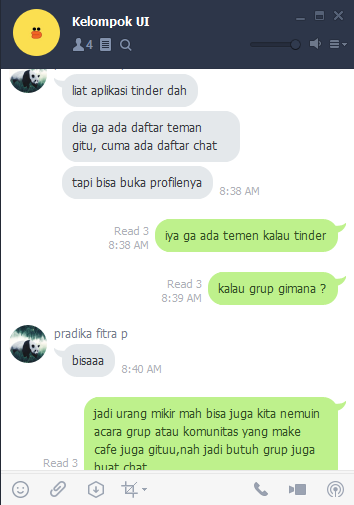 Kelompok UI
4
liat aplikasi tinder dah
dia ga ada daftar teman
gitu, cuma ada daftar chat
tapi bisa buka profilenya
8:38 AM
Read 3
8:38 AM
iya ga ada temen kalau tinder
Read 3
8:39 AM
kalau grup gimana ?
pradika fitra p
bisaaa
8:40 AM
jadi urang mikir mah bisa juga kita nemuin
acara grup atau komunitas yang make
cafe juga gituu,nah jadi butuh grup juga
buat chat
Read 3